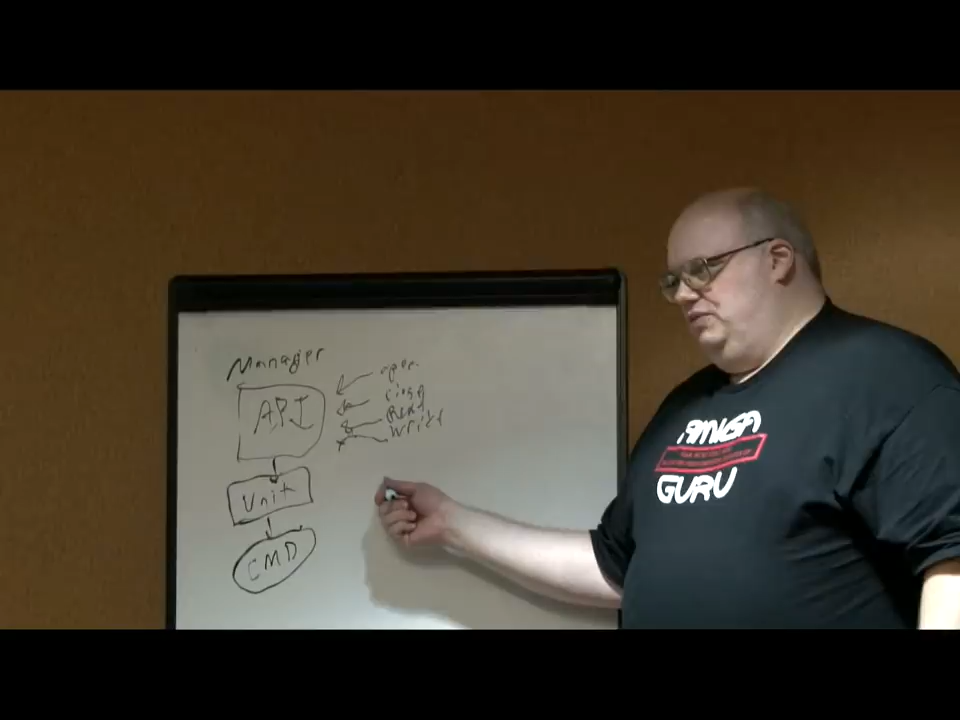 Manager
API
open
close
Read
write
Unit
CMD
AMIGA
GURU